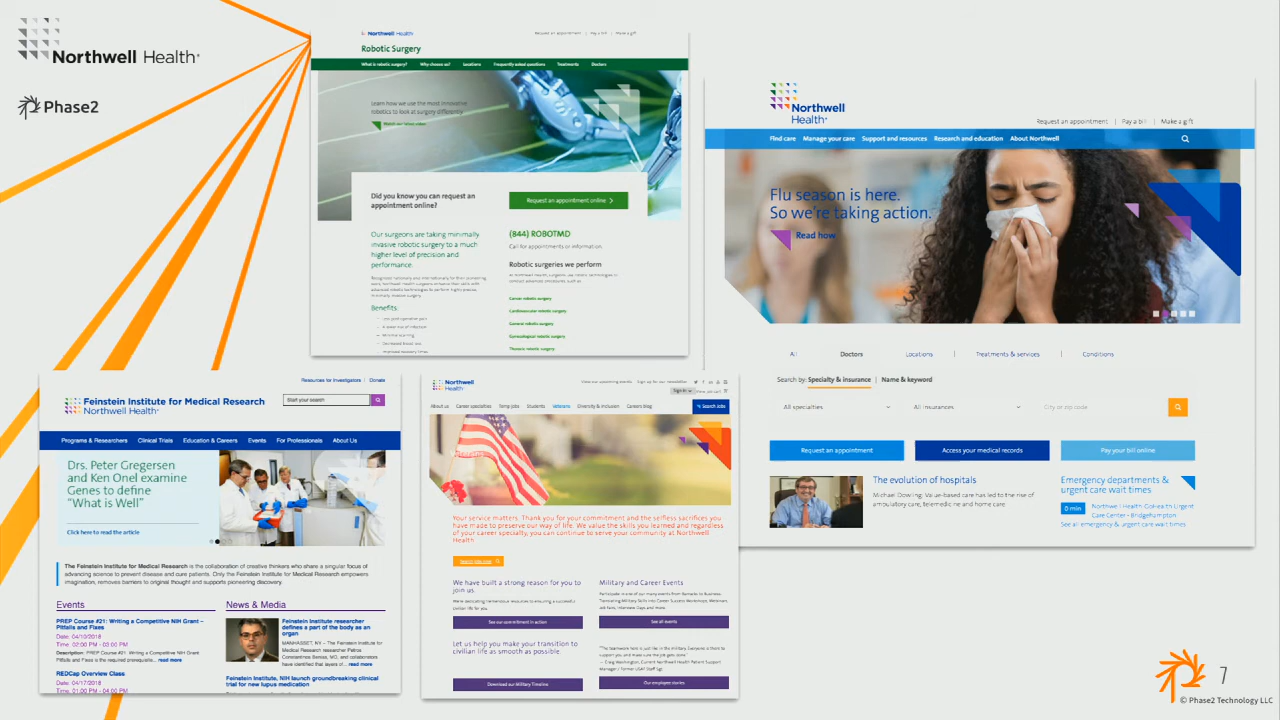 Northwell Health
Phase2
Northwell Health
Request an appointment | Pay a bill | Make a gift
Robotic Surgery
What is robotic surgery? Why choose us? Locations Frequently asked questions Treatments Doctors
Learn how we use the most innovative
robotics to look at surgery differently.
Did you know you can request an
appointment online?
Request an appointment online
Our surgeons are taking minimally
invasive robotic surgery to a much
higher level of precision and
performance.
(844) ROBOTMD
Call for appointments or information.
Robotic surgeries we perform
Benefits:
Less post-operative pain
A lower risk of infection
Minimal scarring
Decreased blood loss
Improved recovery times
Cancer robotic surgery
Cardiovascular robotic surgery
General robotic surgery
Gynecological robotic surgery
Thoracic robotic surgery
Northwell
Health
Request an appointment | Pay a bill | Make a gift
Find care Manage your care Support and resources Research and education About Northwell
Flu season is here.
So we're taking action.
Read how
All Doctors Locations | Treatments & services | Conditions
Search by: Specialty & insurance | Name & keyword
All specialties All insurances City or zip code
Request an appointment Access your medical records Pay your bill online
The evolution of hospitals
Michael Dowling: Value-based care has led to the rise of
ambulatory care, telemedicine and home care
Emergency departments &
urgent care wait times
0 min
Northwell Health-GoHealth Urgent
Care Center - Bridgehampton
See all emergency & urgent care wait times
Resources for Investigators | Donate
Feinstein Institute for Medical Research
Northwell Health
Start your search
Programs & Researchers Clinical Trials Education & Careers Events For Professionals About Us
Drs. Peter Gregersen
and Ken Onel examine
Genes to define
“What is Well”
Click here to read the article
The Feinstein Institute for Medical Research is the collaboration of creative thinkers who share a singular focus of
advancing science to prevent disease and cure patients. Only the Feinstein Institute for Medical Research empowers
imagination, removes barriers to original thought and supports pioneering discovery.
Events
PREP Course #21: Writing a Competitive NIH Grant –
Pitfalls and Fixes
Date: 04/10/2018
Time: 02:00 PM - 03:00 PM
Description: PREP Course #21: Writing a Competitive NIH Grant
Pitfalls and Fixes is the required prerequisite... read more
REDCap Overview Class
Date: 04/17/2018
Time: 01:00 PM - 04:00 PM
News & Media
Feinstein Institute researcher
defines a part of the body as an
organ
MANHASSET, NY – The Feinstein Institute for
Medical Research researcher Petros
Constantinos Benias, MD, and collaborators
have identified that layers of... read more
Feinstein Institute, NIH launch groundbreaking clinical
trial for new lupus medication
Northwell
Health
Sign in
About us Career specialties Temp jobs Students Veterans Diversity & inclusion Careers blog Search jobs
Your service matters. Thank you for your commitment and the selfless sacrifices you
have made to preserve our way of life. We value the skills you learned and regardless
of your career specialty, you can continue to serve your community at Northwell
Health.
We have built a strong reason for you to
join us.
See our commitment in action
Let us help you make your transition to
civilian life as smooth as possible.
Download our Military Timeline
Military and Career Events
See all events
Our employee stories
7
© Phase2 Technology LLC